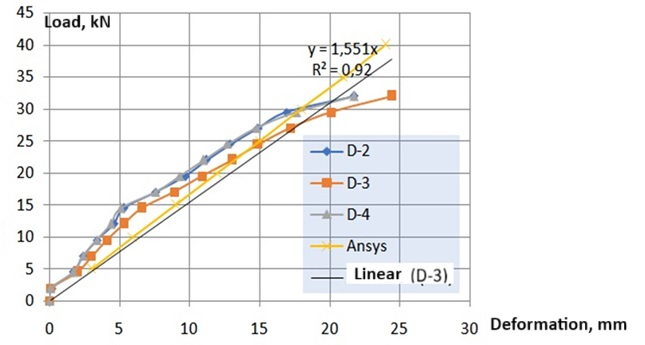 45
Load, kN
40
y = 1,551x
R² = 0,92
35
30
25
D-2
20
D-3
15
D-4
10
Ansys
5
Linear (D-3)
0
0 5 10 15 20 25 30 Deformation, mm